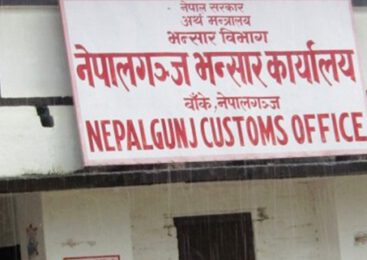 नेपाल सरकार
अर्थ मन्त्रालय
भन्सार विभाग
नेपालगञ्ज भन्सार कार्यालय
बाँके, नेपालगञ्ज
NEPALGUNJ CUSTOMS OFFICE